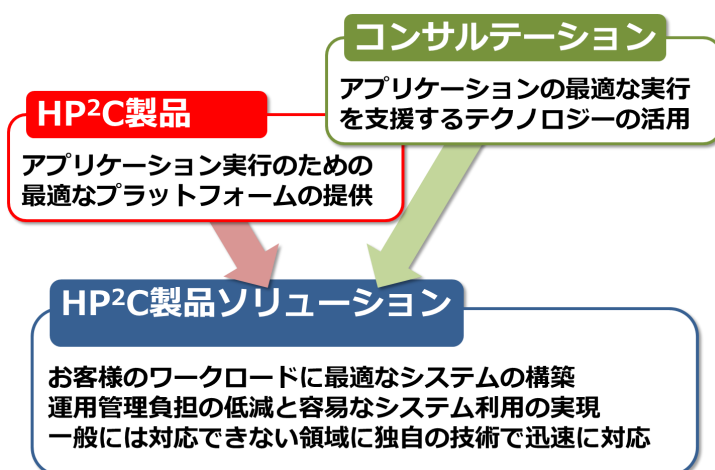 コンサルテーション
アプリケーションの最適な実行
を支援するテクノロジーの活用
HP²C製品
アプリケーション実行のための
最適なプラットフォームの提供
HP²C製品ソリューション
お客様のワークロードに最適なシステムの構築
運用管理負担の低減と容易なシステム利用の実現
一般には対応できない領域に独自の技術で迅速に対応